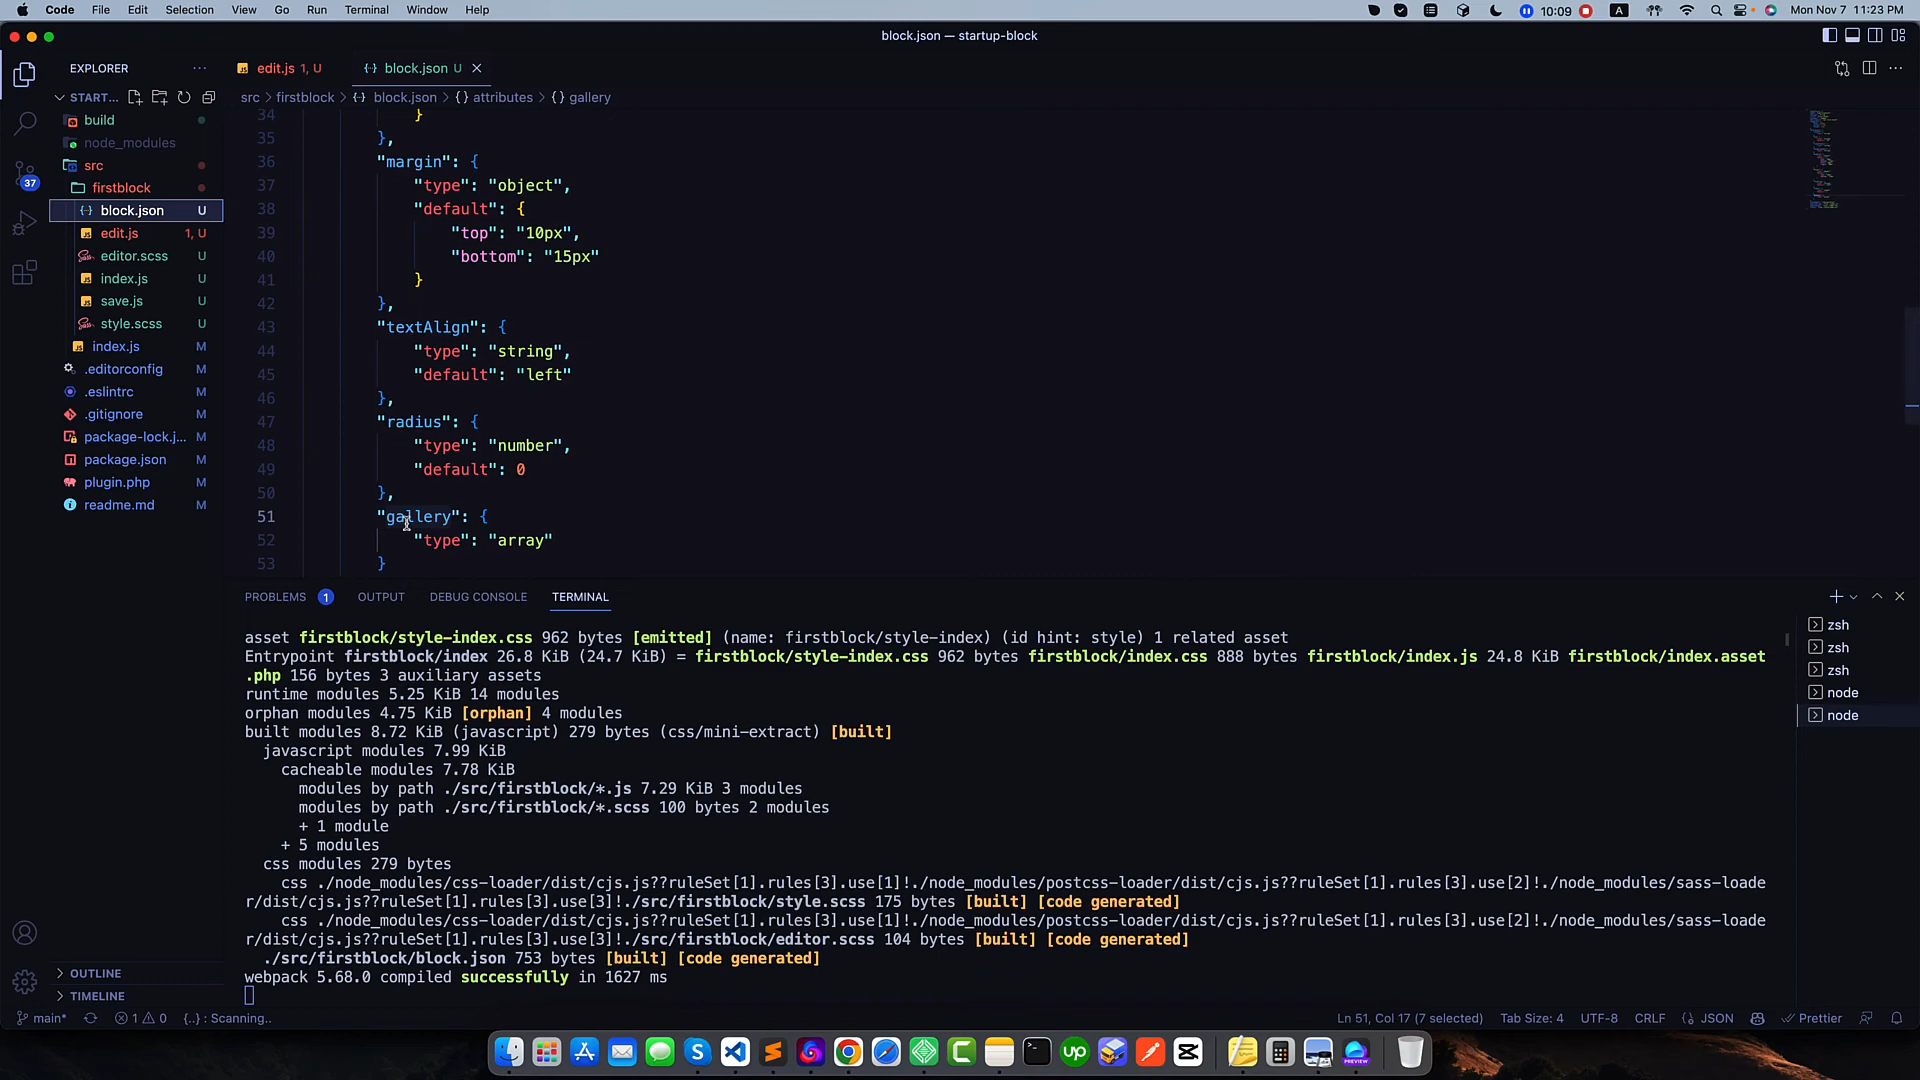 Code File Edit Selection View Go Run Terminal Window Help 10:09 A Mon Nov 7 11:23 PM
block.json — startup-block
EXPLORER
edit.js 1, U
block.json U
START...
src > firstblock > block.json > {} attributes > {} gallery
build
node_modules
src
37
firstblock
block.json U
edit.js 1, U
editor.scss U
index.js U
save.js U
style.scss U
index.js M
.editorconfig M
.eslintrc M
.gitignore M
package-lock.j... M
package.json M
plugin.php M
readme.md M
34 }
35 },
36 "margin": {
37 "type": "object",
38 "default": {
39 "top": "10px",
40 "bottom": "15px"
41 }
42 },
43 "textAlign": {
44 "type": "string",
45 "default": "left"
46 },
47 "radius": {
48 "type": "number",
49 "default": 0
50 },
51 "gallery": {
52 "type": "array"
53 }
PROBLEMS 1 OUTPUT DEBUG CONSOLE TERMINAL
asset firstblock/style-index.css 962 bytes [emitted] (name: firstblock/style-index) (id hint: style) 1 related asset
Entrypoint firstblock/index 26.8 KiB (24.7 KiB) = firstblock/style-index.css 962 bytes firstblock/index.css 888 bytes firstblock/index.js 24.8 KiB firstblock/index.asset
.php 156 bytes 3 auxiliary assets
runtime modules 5.25 KiB 14 modules
orphan modules 4.75 KiB [orphan] 4 modules
built modules 8.72 KiB (javascript) 279 bytes (css/mini-extract) [built]
javascript modules 7.99 KiB
cacheable modules 7.78 KiB
modules by path ./src/firstblock/*.js 7.29 KiB 3 modules
modules by path ./src/firstblock/*.scss 100 bytes 2 modules
+ 1 module
+ 5 modules
css modules 279 bytes
css ./node_modules/css-loader/dist/cjs.js??ruleSet[1].rules[3].use[1]!./node_modules/postcss-loader/dist/cjs.js??ruleSet[1].rules[3].use[2]!./node_modules/sass-loade
r/dist/cjs.js??ruleSet[1].rules[3].use[3]!./src/firstblock/style.scss 175 bytes [built] [code generated]
css ./node_modules/css-loader/dist/cjs.js??ruleSet[1].rules[3].use[1]!./node_modules/postcss-loader/dist/cjs.js??ruleSet[1].rules[3].use[2]!./node_modules/sass-loade
r/dist/cjs.js??ruleSet[1].rules[3].use[3]!./src/firstblock/editor.scss 104 bytes [built] [code generated]
./src/firstblock/block.json 753 bytes [built] [code generated]
webpack 5.68.0 compiled successfully in 1627 ms
zsh
zsh
zsh
node
node
OUTLINE
TIMELINE
main* 1 0 {..} : Scanning.. Ln 51, Col 17 (7 selected) Tab Size: 4 UTF-8 CRLF JSON Prettier
up
PREVIEW